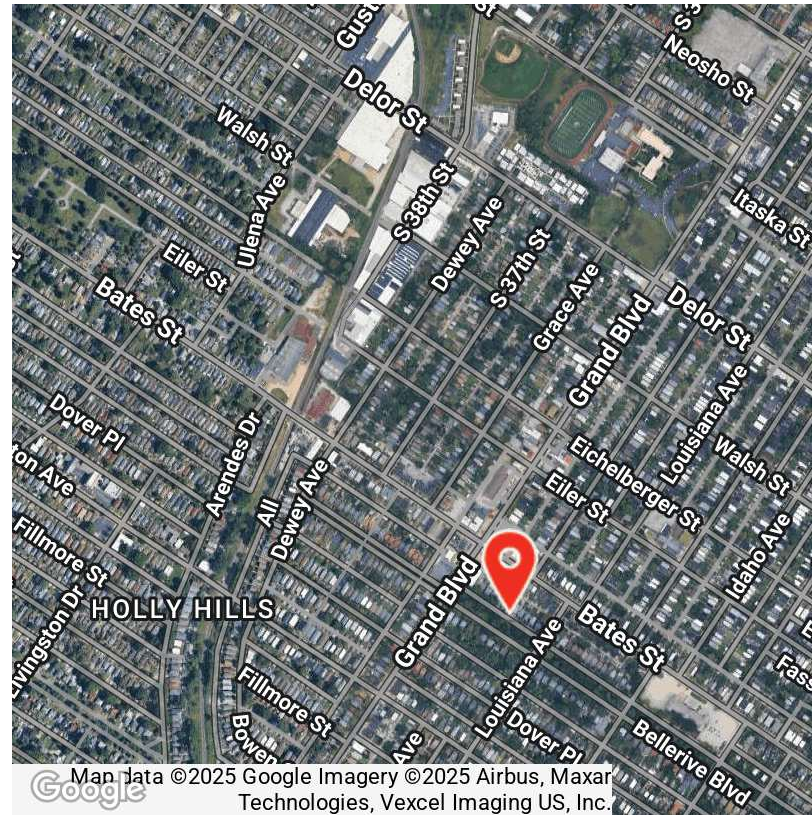 St
S 3
Gust
Neosho St
Delor St
Walsh St
S 38th St
Itaska St
Ulena Ave
Dewey Ave
S 37th St
Eiler St
Grace Ave
Bates St
Grand Blvd
Delor St
Louisiana Ave
Dover Pl
Arendes Dr
Eichelberger St
Walsh St
ton Ave
All
Dewey Ave
Eiler St
Idaho Ave
Fillmore St
Grand Blvd
HOLLY HILLS
Livingston Dr
Bates St
Louisiana Ave
Fass
Fillmore St
Bowen
Dover Pl
Bellerive Blvd
Ave
Google
Map data ©2025 Google Imagery ©2025 Airbus, Maxar
Technologies, Vexcel Imaging US, Inc.